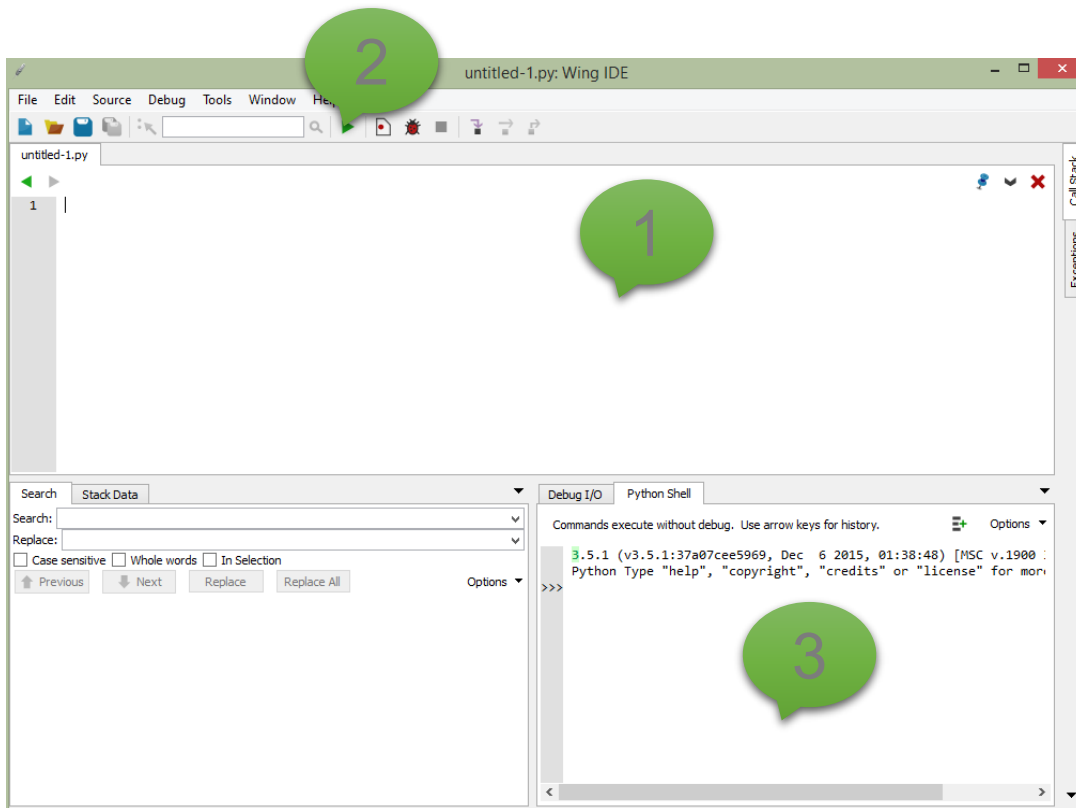 2
untitled-1.py: Wing IDE
File Edit Source Debug Tools Window
untitled-1.py
Call Stack
1
1
Exceptions
Search Stack Data
Debug I/O Python Shell
Search:
Replace:
Case sensitive Whole words In Selection
Previous Next Replace Replace All Options
Commands execute without debug. Use arrow keys for history. Options
3.5.1 (v3.5.1:37a07cee5969, Dec 6 2015, 01:38:48) [MSC v.1900
Python Type "help", "copyright", "credits" or "license" for more
>>>
3